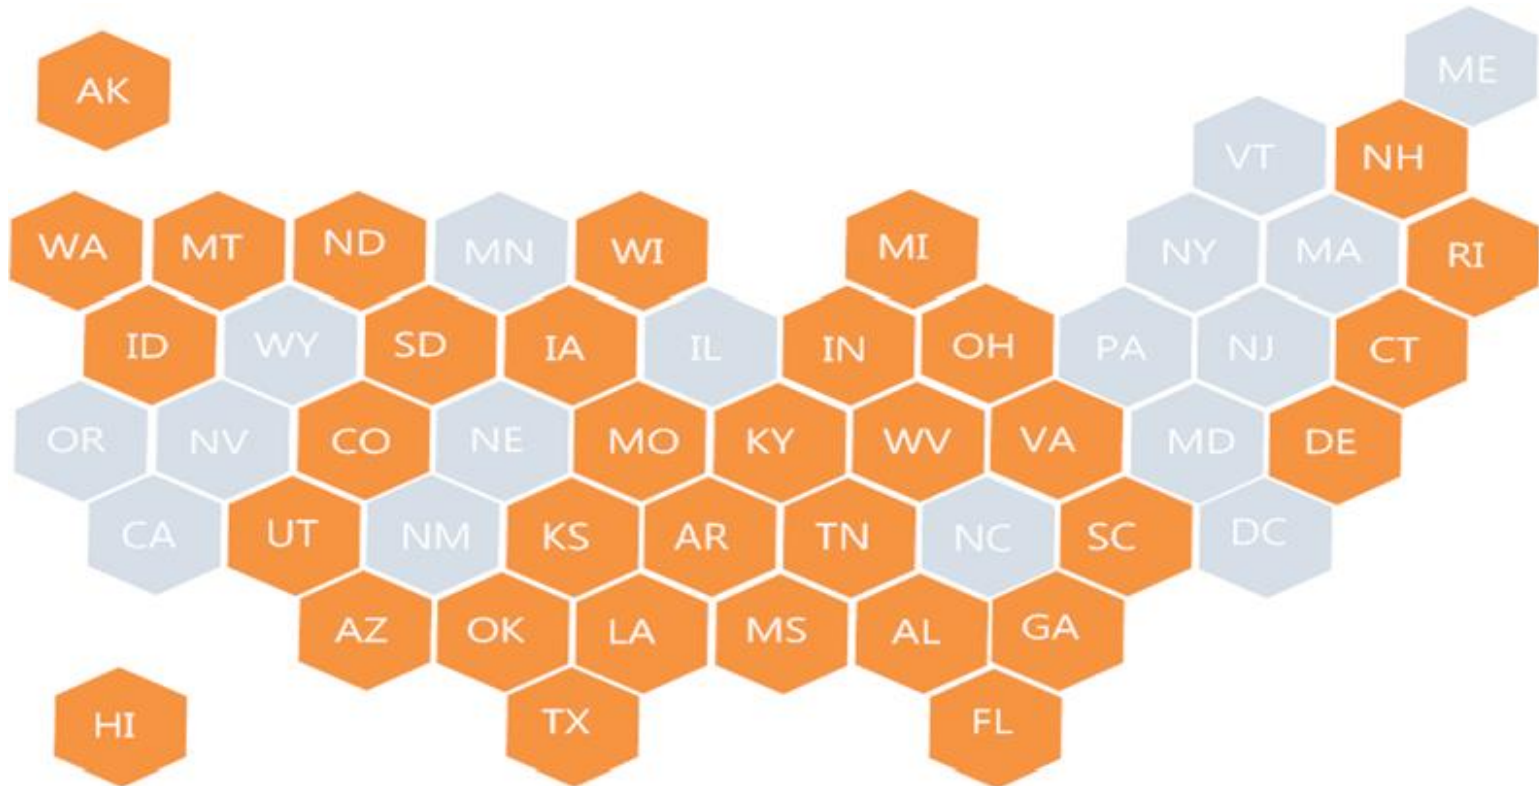 ME
AK
VT NH
WA MT ND MN WI MI NY MA RI
ID WY SD IA IL IN OH PA NJ CT
OR NV CO NE MO KY WV VA MD DE
CA UT NM KS AR TN NC SC DC
AZ OK LA MS AL GA
HI TX FL